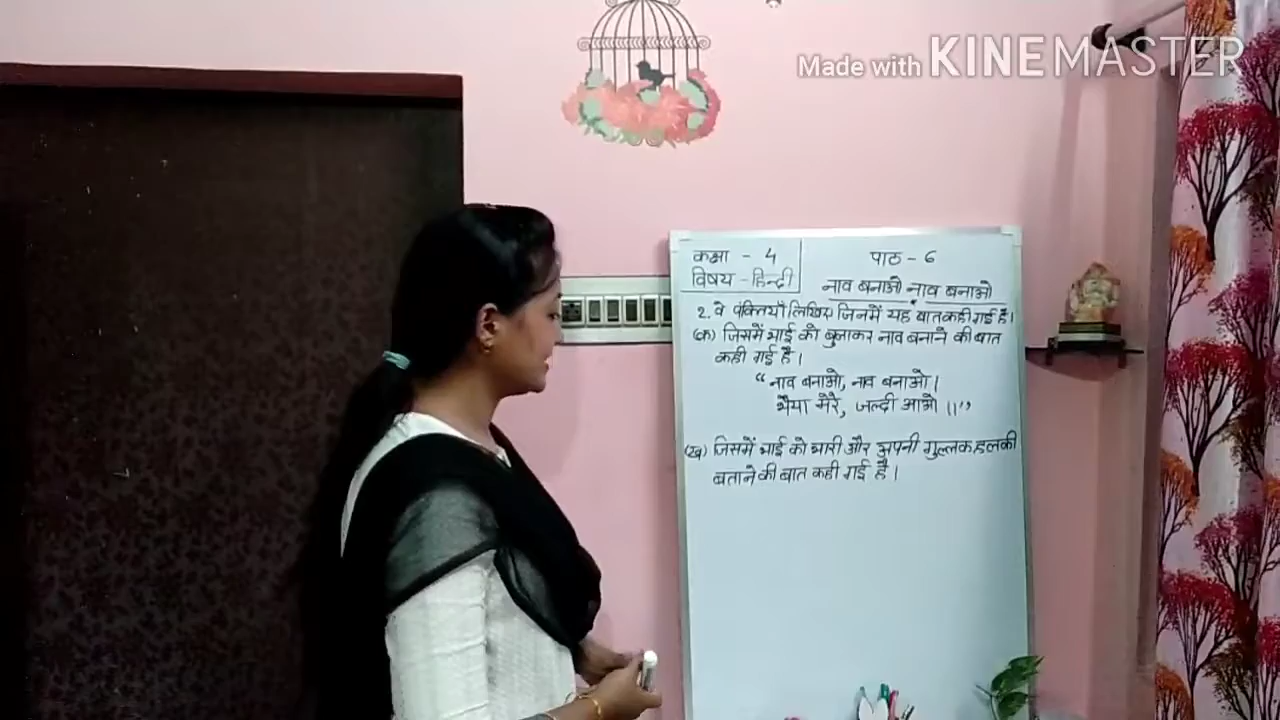 Made with KINEMASTER
कक्षा - 4
विषय - हिन्दी
पाठ - 6
नाव बनाओ नाव बनाओ
2. वे पंक्तियाँ लिखिए जिनमें यह बात कही गई है।
(क) जिसमें भाई को बुलाकर नाव बनाने की बात
कही गई है।
“नाव बनाओ, नाव बनाओ।
भैया मेरे, जल्दी आओ ।।”
(ख) जिसमें भाई को भारी और अपनी गुल्लक हलकी
बताने की बात कही गई है।